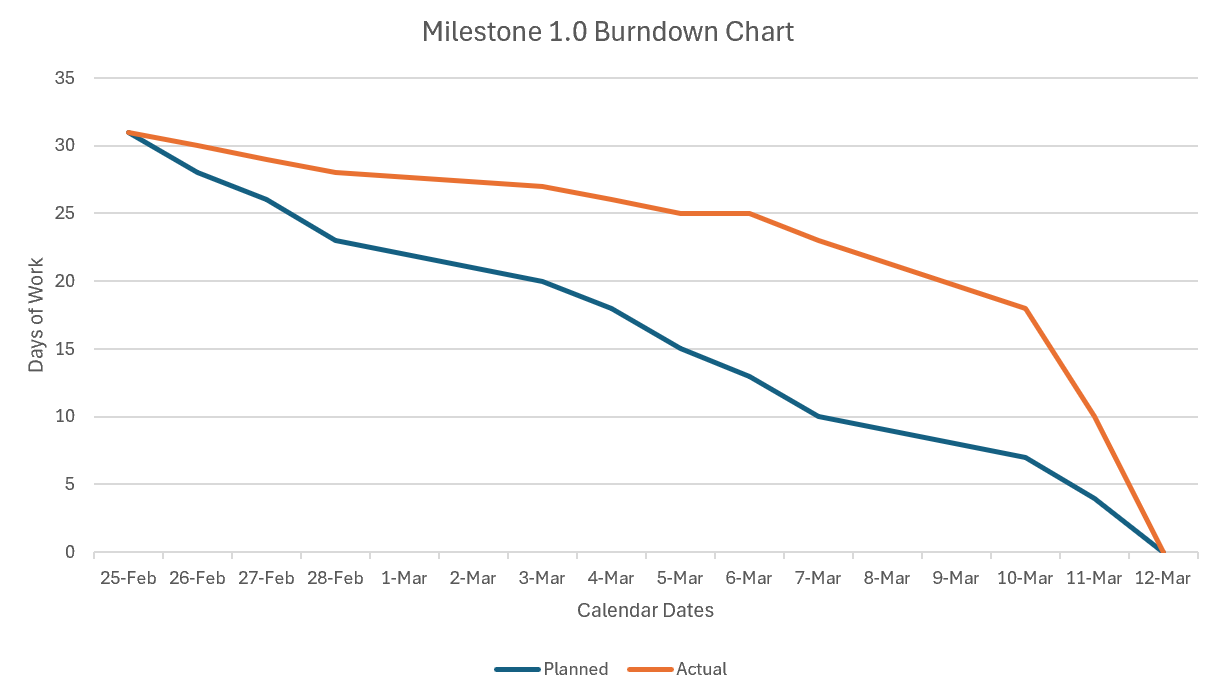 Milestone 1.0 Burndown Chart
35
30
25
20
15
10
5
0
Days of Work
25-Feb 26-Feb 27-Feb 28-Feb 1-Mar 2-Mar 3-Mar 4-Mar 5-Mar 6-Mar 7-Mar 8-Mar 9-Mar 10-Mar 11-Mar 12-Mar
Calendar Dates
Planned Actual